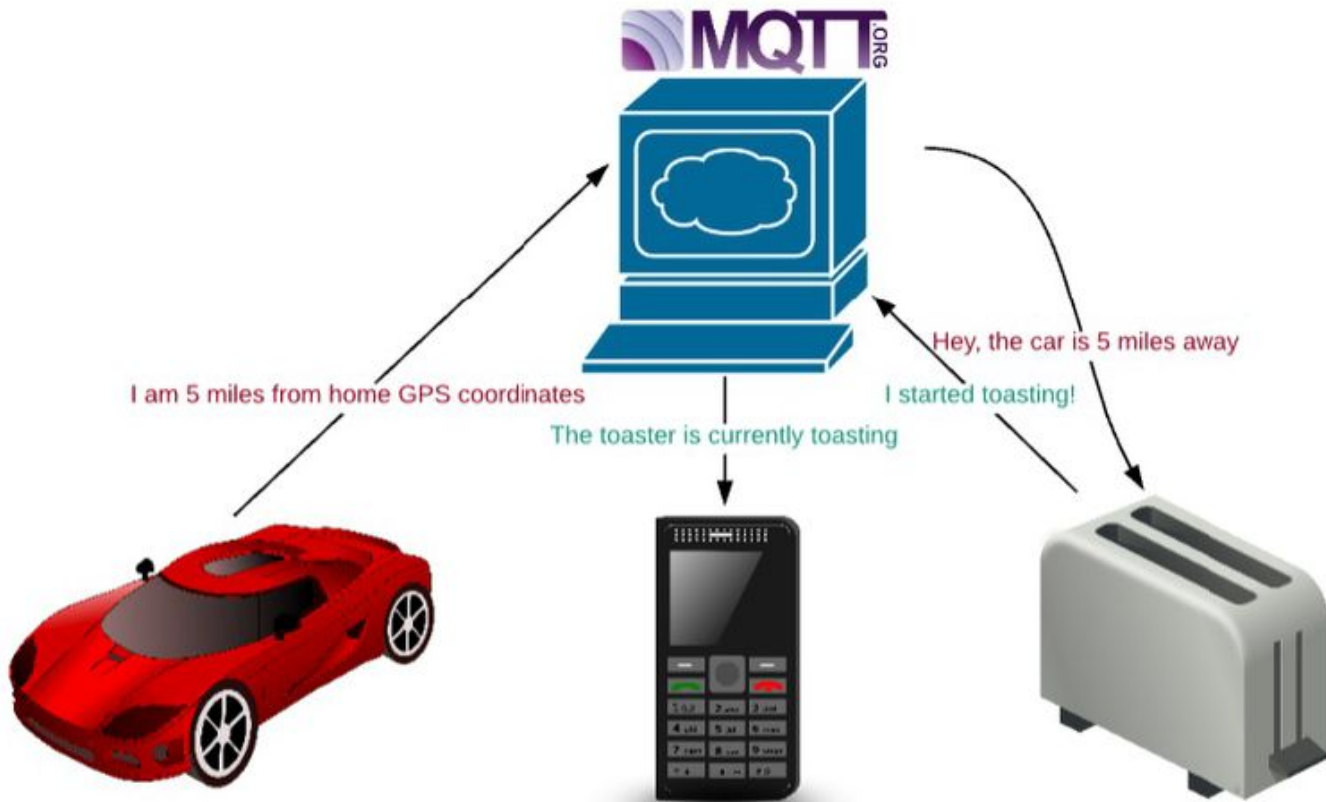 MQTT.ORG
Hey, the car is 5 miles away
I am 5 miles from home GPS coordinates
I started toasting!
The toaster is currently toasting